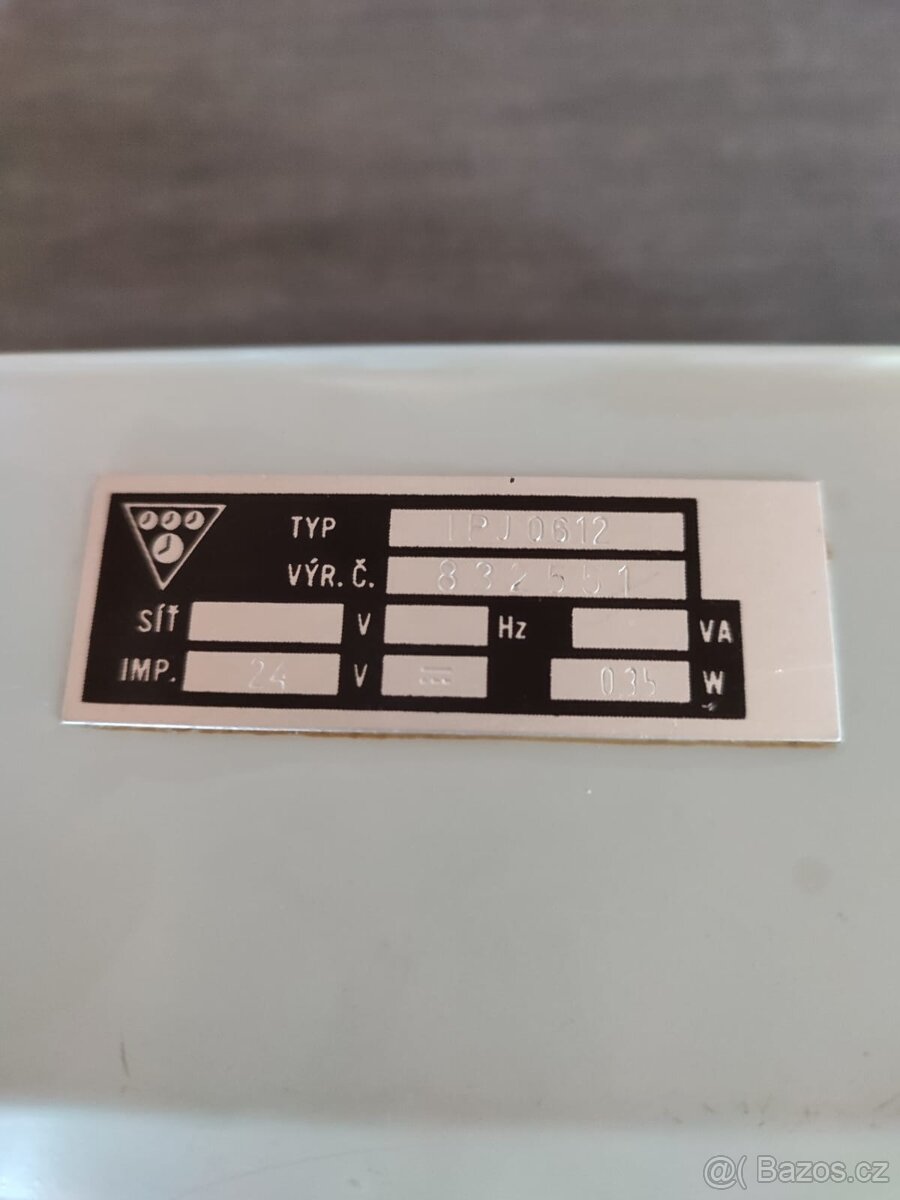 TYP IPJ 0612
VÝR. Č. 832551
SÍŤ V Hz VA
IMP. 24 V ⎓ 0.35 W
@( Bazos.cz